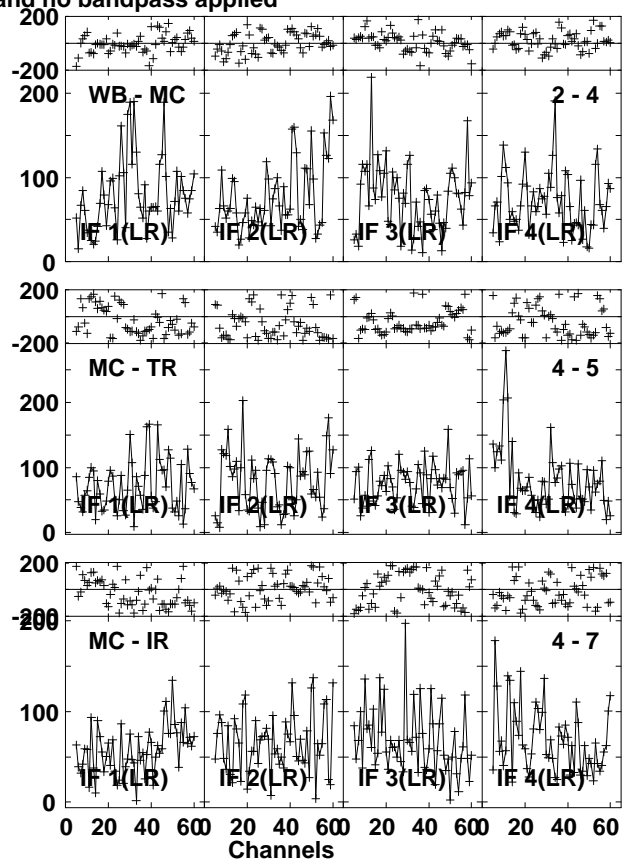 and no bandpass applied
200
-200
WB - MC
2 - 4
200
100
0
IF 1(LR) IF 2(LR) IF 3(LR) IF 4(LR)
200
-200
MC - TR
4 - 5
200
100
0
IF 1(LR) IF 2(LR) IF 3(LR) IF 4(LR)
200
-200
200
MC - IR
4 - 7
100
0
IF 1(LR) IF 2(LR) IF 3(LR) IF 4(LR)
0 20 40 60 0 20 40 60 0 20 40 60 0 20 40 60
Channels